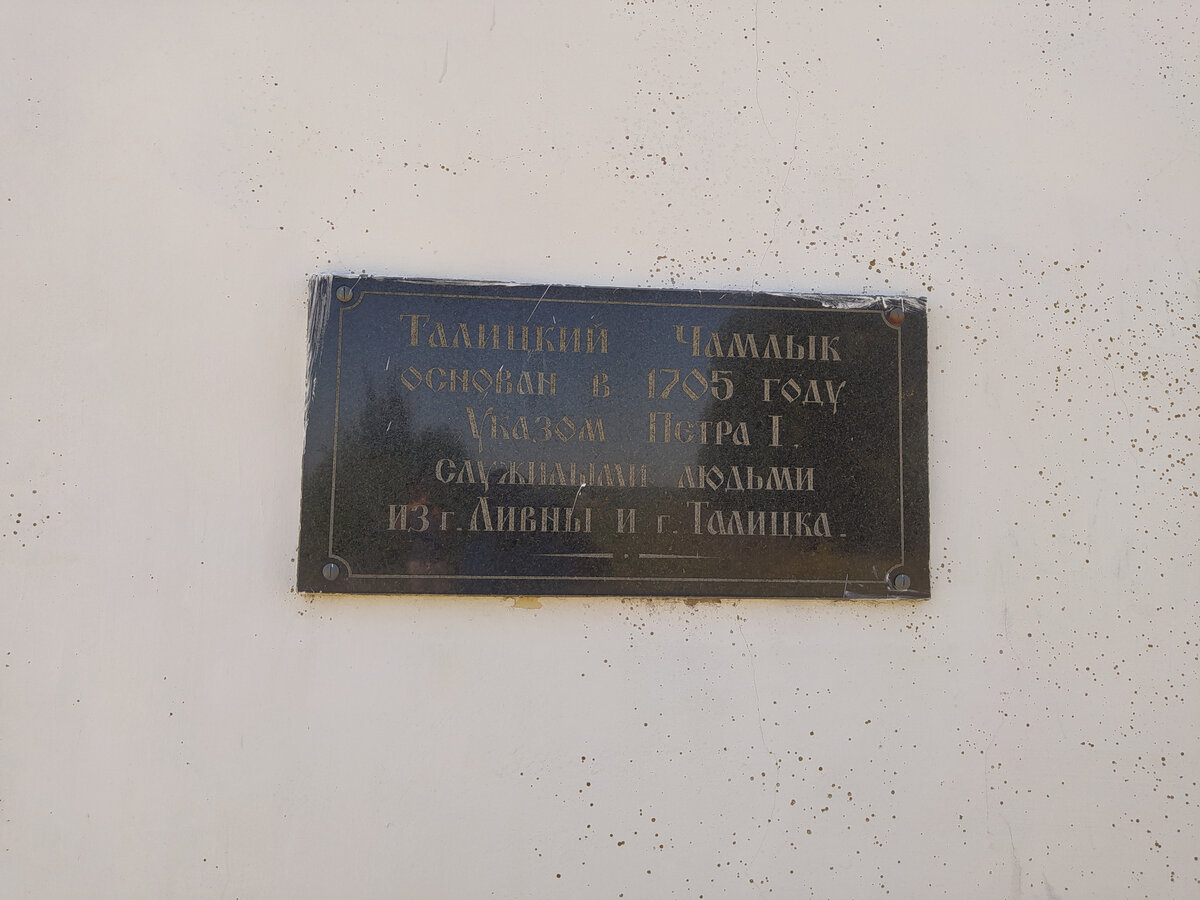 Талицкий Чамлык
основан в 1705 году
Указом Петра I.
служилыми людьми
из г. Ливны и г. Талицка.